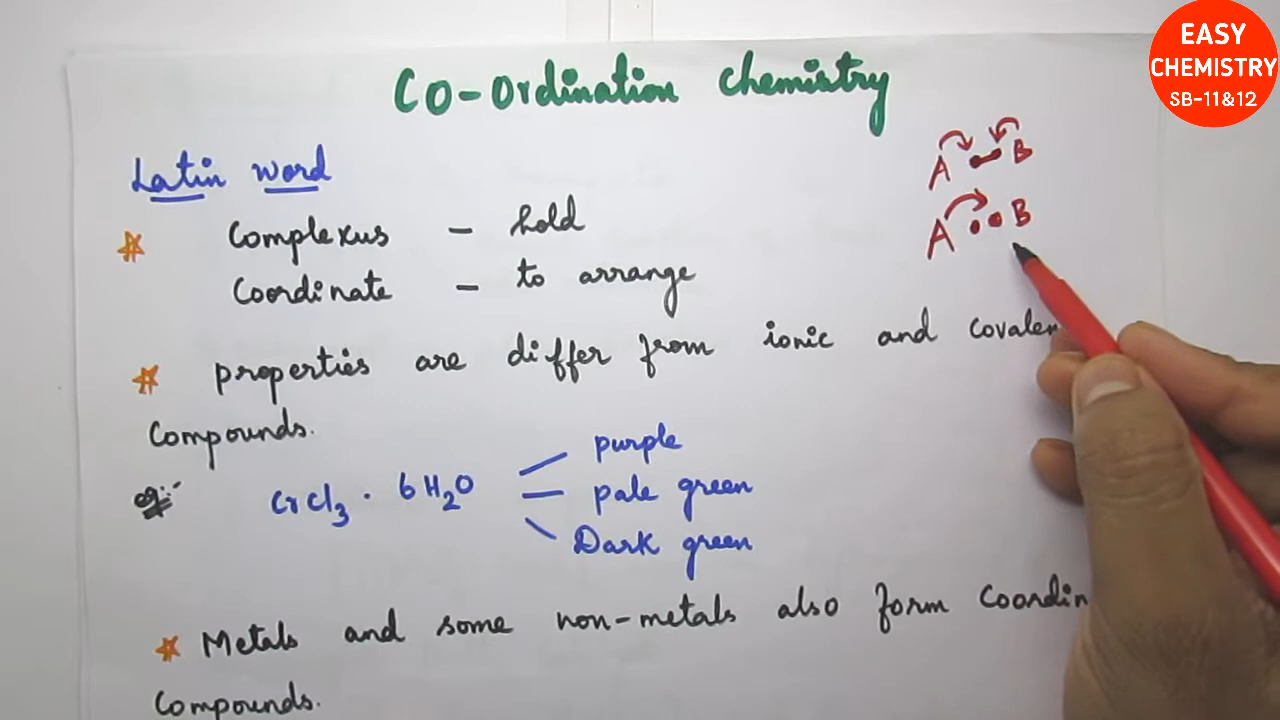 EASY
CHEMISTRY
SB-11&12
Co-ordination chemistry
Latin word
Complexus - hold
Coordinate - to arrange
A B
A B
properties are differ from ionic and covalen
Compounds.
eg:-
CrCl3 . 6H2O
purple
pale green
Dark green
Metals and some non-metals also form Coordin
Compounds.